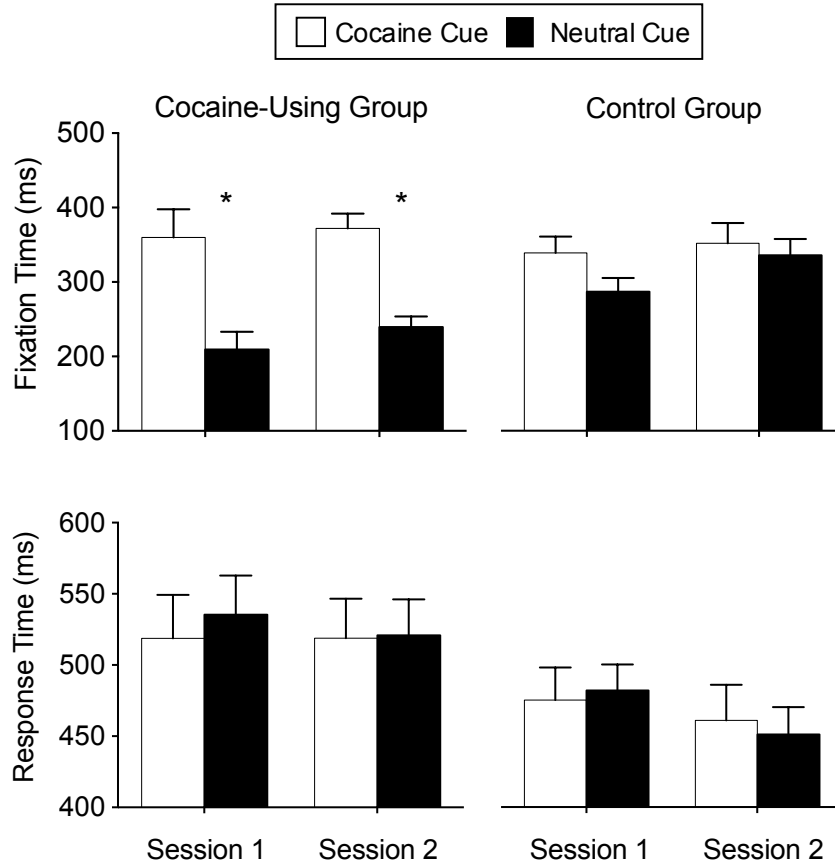 Cocaine Cue Neutral Cue
Cocaine-Using Group Control Group
Fixation Time (ms)
500
400
300
200
100
* *
Response Time (ms)
600
550
500
450
400
Session 1 Session 2 Session 1 Session 2